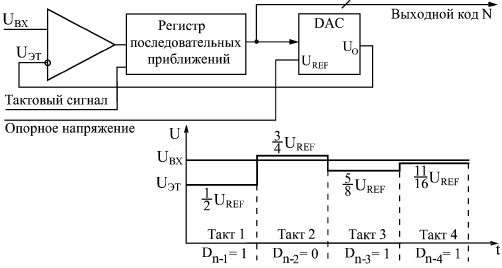 U_ВХ
U_ЭТ
Регистр
последовательных
приближений
DAC
U_O
U_REF
Выходной код N
Тактовый сигнал
Опорное напряжение
U
U_ВХ
U_ЭТ
1/2 U_REF
3/4 U_REF
5/8 U_REF
11/16 U_REF
Такт 1 Такт 2 Такт 3 Такт 4
t
D_n-1= 1 D_n-2= 0 D_n-3= 1 D_n-4= 1